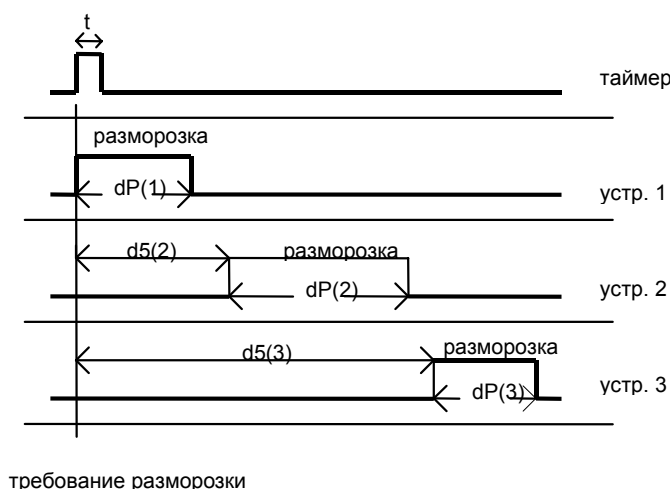 t
таймер
разморозка
dP(1)
устр. 1
d5(2)
разморозка
dP(2)
устр. 2
d5(3)
разморозка
dP(3)
устр. 3
требование разморозки